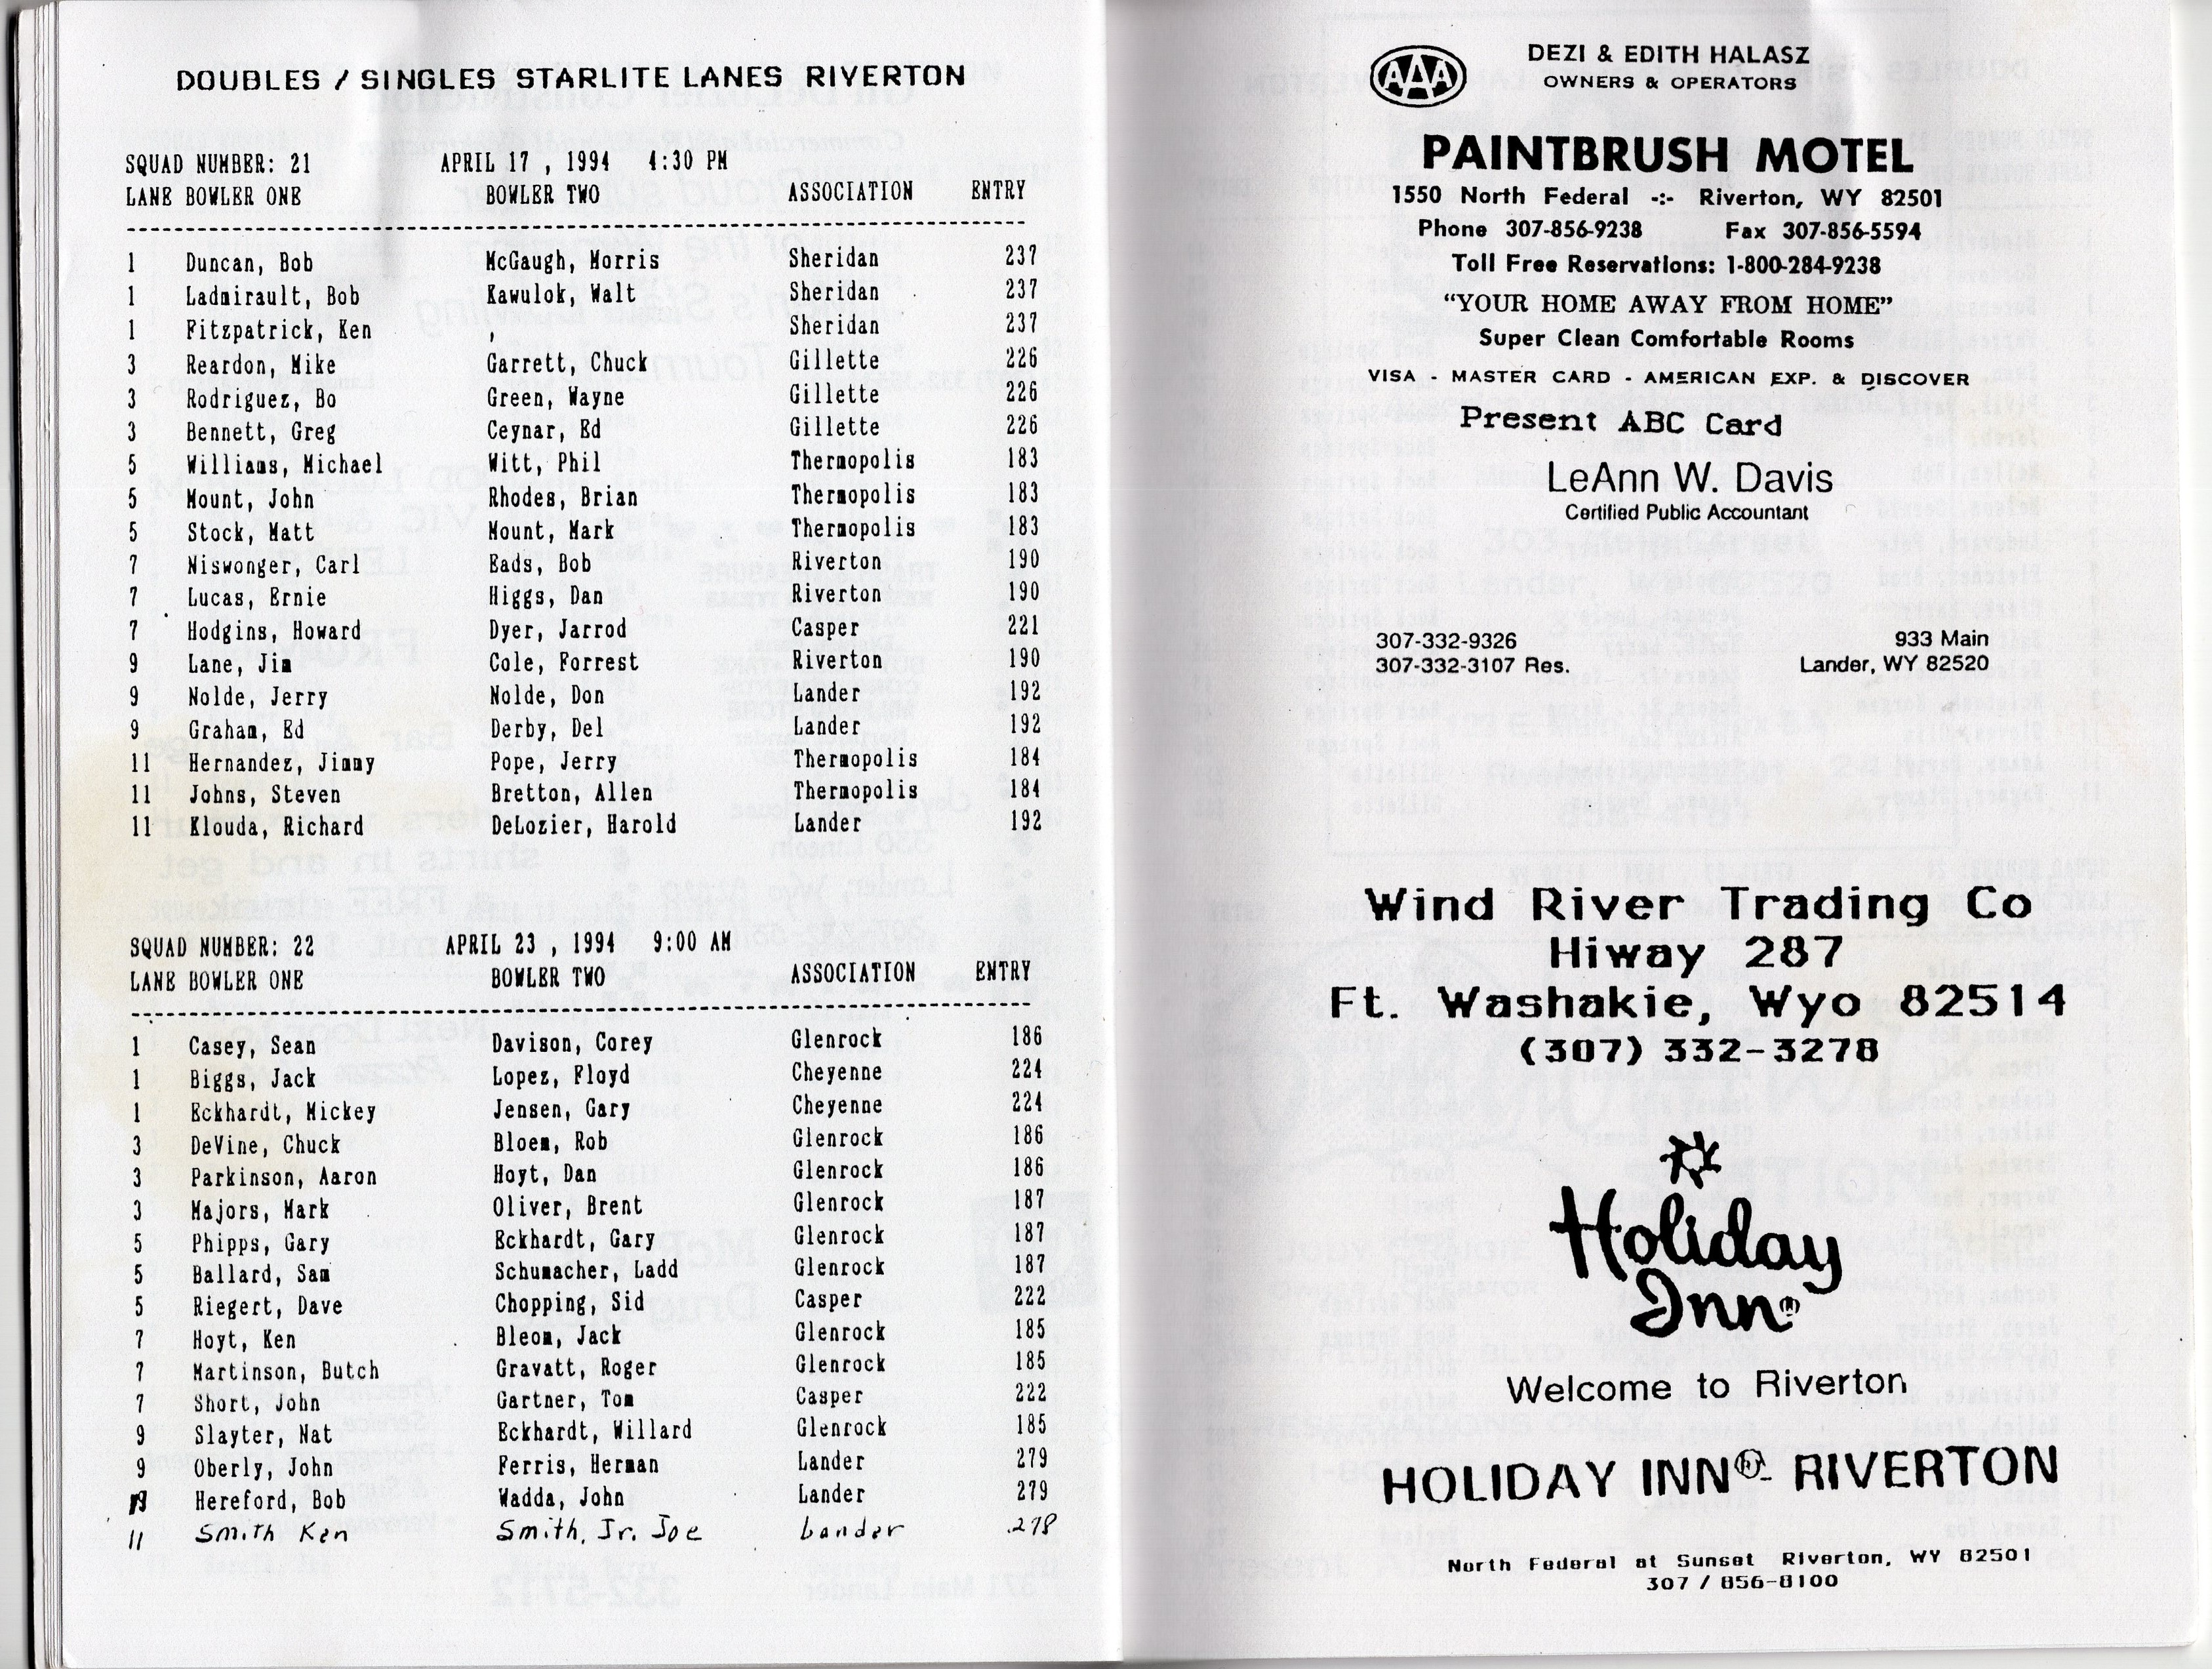 DOUBLES / SINGLES STARLITE LANES RIVERTON
SQUAD NUMBER: 21 APRIL 17 , 1994 4:30 PM
LANE BOWLER ONE BOWLER TWO ASSOCIATION ENTRY
1 Duncan, Bob McGaugh, Morris Sheridan 237
1 Ladmirault, Bob Kawulok, Walt Sheridan 237
1 Fitzpatrick, Ken , Sheridan 237
3 Reardon, Mike Garrett, Chuck Gillette 226
3 Rodriguez, Bo Green, Wayne Gillette 226
3 Bennett, Greg Ceynar, Ed Gillette 226
5 Williams, Michael Witt, Phil Thermopolis 183
5 Mount, John Rhodes, Brian Thermopolis 183
5 Stock, Matt Mount, Mark Thermopolis 183
7 Niswonger, Carl Eads, Bob Riverton 190
7 Lucas, Ernie Higgs, Dan Riverton 190
7 Hodgins, Howard Dyer, Jarrod Casper 221
9 Lane, Jim Cole, Forrest Riverton 190
9 Nolde, Jerry Nolde, Don Lander 192
9 Graham, Ed Derby, Del Lander 192
11 Hernandez, Jimmy Pope, Jerry Thermopolis 184
11 Johns, Steven Bretton, Allen Thermopolis 184
11 Klouda, Richard DeLozier, Harold Lander 192
SQUAD NUMBER: 22 APRIL 23 , 1994 9:00 AM
LANE BOWLER ONE BOWLER TWO ASSOCIATION ENTRY
1 Casey, Sean Davison, Corey Glenrock 186
1 Biggs, Jack Lopez, Floyd Cheyenne 224
1 Eckhardt, Mickey Jensen, Gary Cheyenne 224
3 DeVine, Chuck Bloem, Rob Glenrock 186
3 Parkinson, Aaron Hoyt, Dan Glenrock 186
3 Majors, Mark Oliver, Brent Glenrock 187
5 Phipps, Gary Eckhardt, Gary Glenrock 187
5 Ballard, Sam Schumacher, Ladd Glenrock 187
5 Riegert, Dave Chopping, Sid Casper 222
7 Hoyt, Ken Bleom, Jack Glenrock 185
7 Martinson, Butch Gravatt, Roger Glenrock 185
7 Short, John Gartner, Tom Casper 222
9 Slayter, Nat Eckhardt, Willard Glenrock 185
9 Oberly, John Ferris, Herman Lander 279
Hereford, Bob Wadda, John Lander 279
11 Smith Ken Smith, Jr. Joe Lander 278
AAA
DEZI & EDITH HALASZ
OWNERS & OPERATORS
PAINTBRUSH MOTEL
1550 North Federal -:- Riverton, WY 82501
Phone 307-856-9238 Fax 307-856-5594
Toll Free Reservations: 1-800-284-9238
“YOUR HOME AWAY FROM HOME”
Super Clean Comfortable Rooms
VISA - MASTER CARD - AMERICAN EXP. & DISCOVER
Present ABC Card
LeAnn W. Davis
Certified Public Accountant
307-332-9326 933 Main
307-332-3107 Res. Lander, WY 82520
Wind River Trading Co
Hiway 287
Ft. Washakie, Wyo 82514
(307) 332-3278
Holiday
Inn®
Welcome to Riverton
HOLIDAY INN® - RIVERTON
North Federal at Sunset Riverton, WY 82501
307 / 856-8100